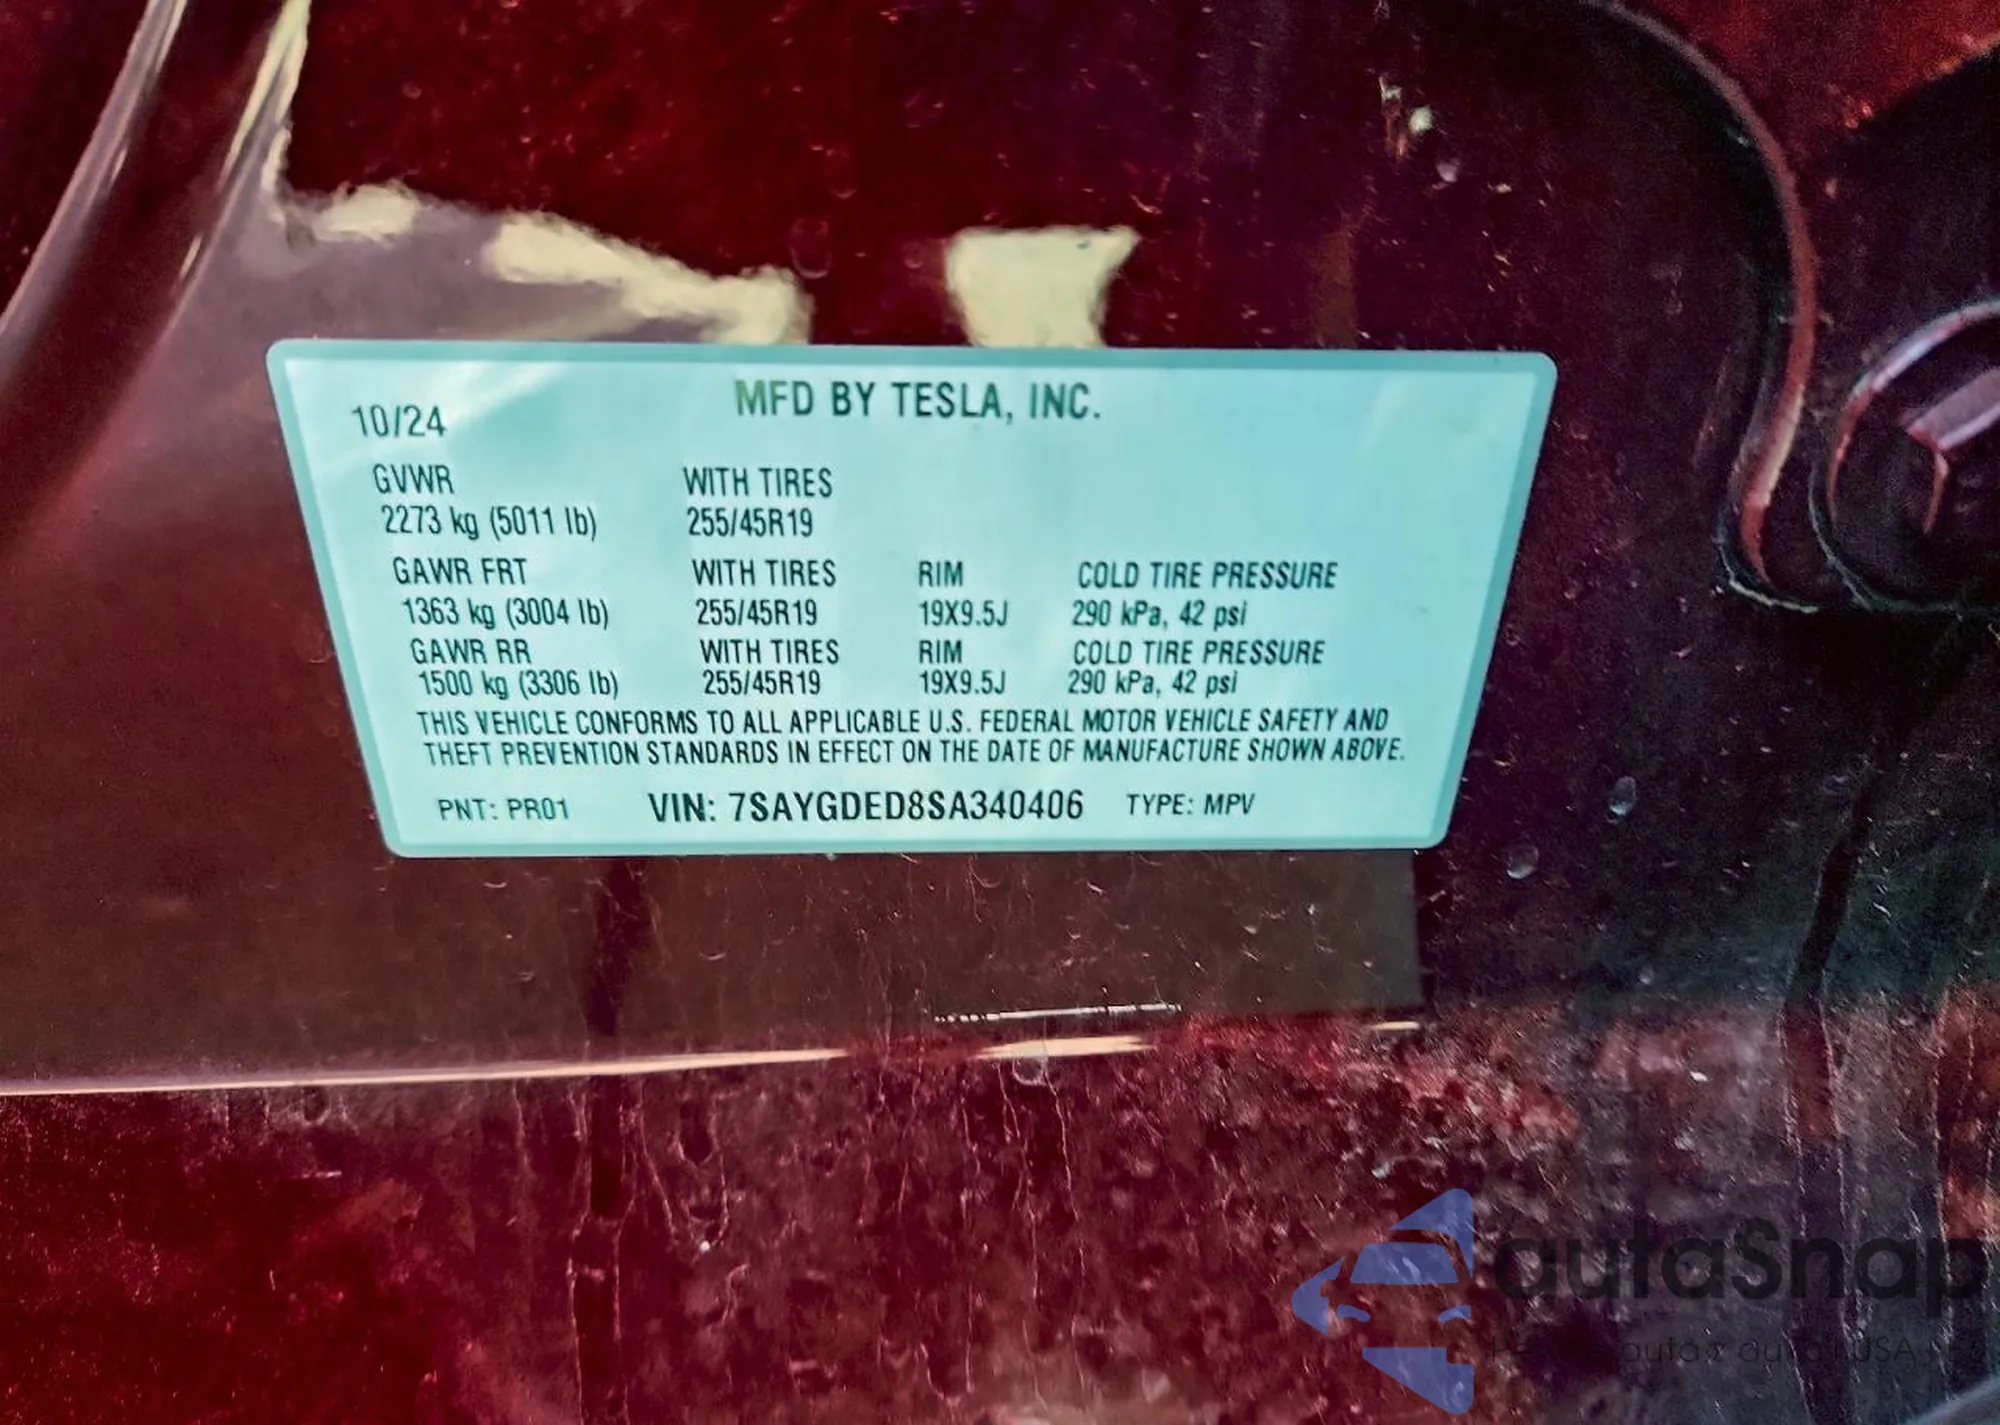 MFD BY TESLA, INC.
10/24
GVWR WITH TIRES
2273 kg (5011 lb) 255/45R19
GAWR FRT WITH TIRES RIM COLD TIRE PRESSURE
1363 kg (3004 lb) 255/45R19 19X9.5J 290 kPa, 42 psi
GAWR RR WITH TIRES RIM COLD TIRE PRESSURE
1500 kg (3306 lb) 255/45R19 19X9.5J 290 kPa, 42 psi
THIS VEHICLE CONFORMS TO ALL APPLICABLE U.S. FEDERAL MOTOR VEHICLE SAFETY AND
THEFT PREVENTION STANDARDS IN EFFECT ON THE DATE OF MANUFACTURE SHOWN ABOVE.
PNT: PR01 VIN: 7SAYGDED8SA340406 TYPE: MPV
autaSnap
USA